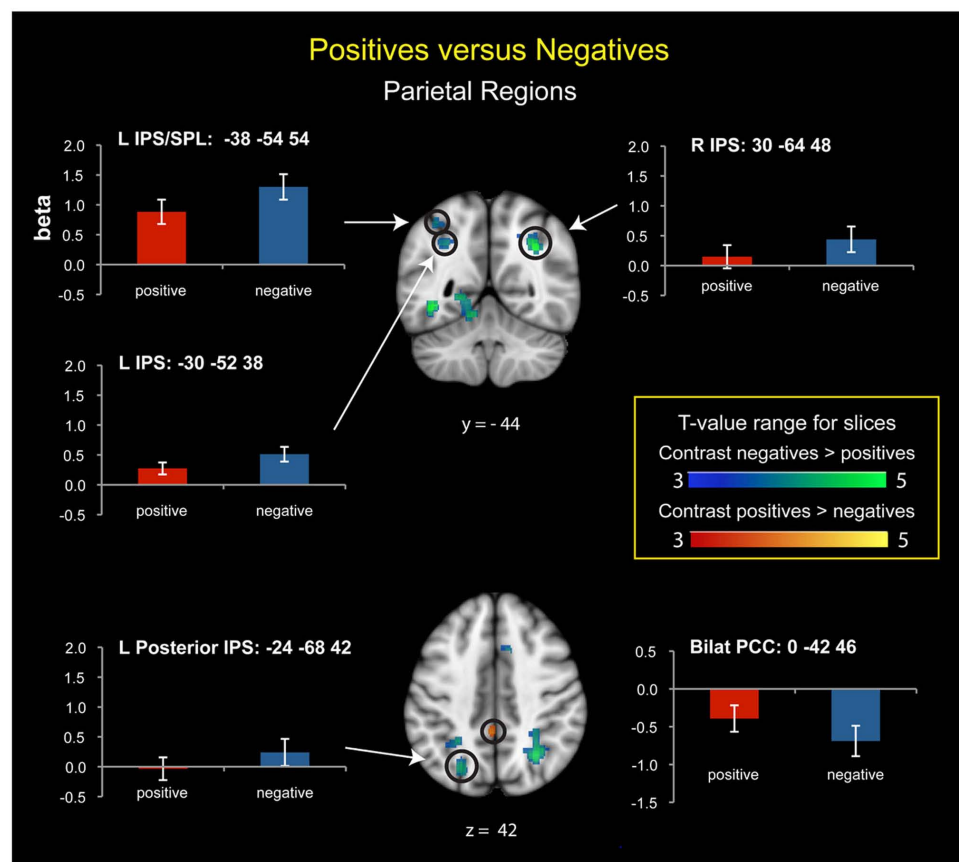 Positives versus Negatives
Parietal Regions
L IPS/SPL: -38 -54 54
beta
2.0
1.5
1.0
0.5
0.0
-0.5
positive negative
R IPS: 30 -64 48
2.0
1.5
1.0
0.5
0.0
-0.5
positive negative
L IPS: -30 -52 38
2.0
1.5
1.0
0.5
0.0
-0.5
positive negative
y = - 44
T-value range for slices
Contrast negatives > positives
3 5
Contrast positives > negatives
3 5
L Posterior IPS: -24 -68 42
2.0
1.5
1.0
0.5
0.0
-0.5
positive negative
z = 42
Bilat PCC: 0 -42 46
0.5
-0.0
-0.5
-1.0
-1.5
positive negative